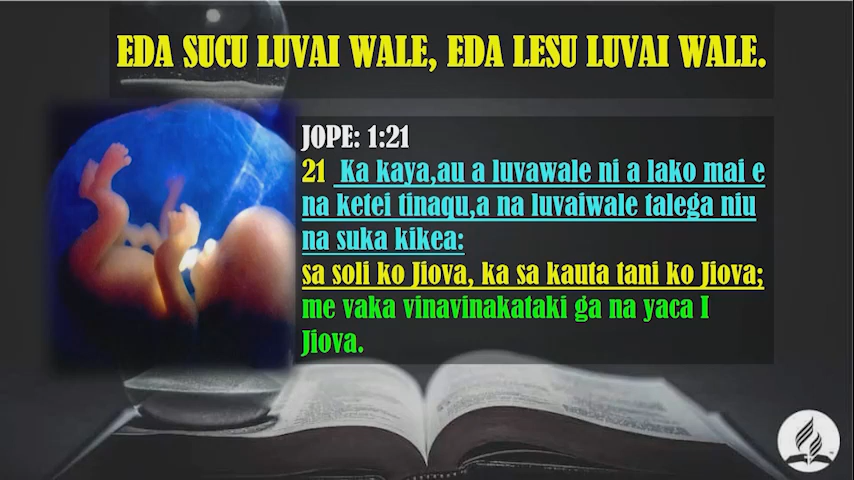 EDA SUCU LUVAI WALE, EDA LESU LUVAI WALE.
JOPE: 1:21
21 Ka kaya,au a luvawale ni a lako mai e
na ketei tinaqu,a na luvaiwale talega niu
na suka kikea:
sa soli ko Jiova, ka sa kauta tani ko Jiova;
me vaka vinavinakataki ga na yaca I
Jiova.